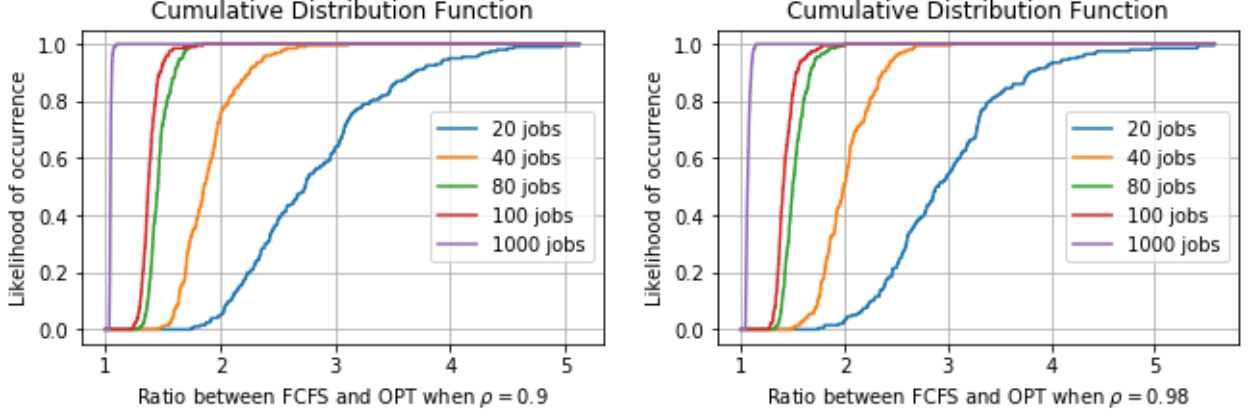 Cumulative Distribution Function
1.0
0.8
0.6
0.4
0.2
0.0
Likelihood of occurrence
20 jobs
40 jobs
80 jobs
100 jobs
1000 jobs
1 2 3 4 5
Ratio between FCFS and OPT when ρ = 0.9
Cumulative Distribution Function
1.0
0.8
0.6
0.4
0.2
0.0
Likelihood of occurrence
20 jobs
40 jobs
80 jobs
100 jobs
1000 jobs
1 2 3 4 5
Ratio between FCFS and OPT when ρ = 0.98